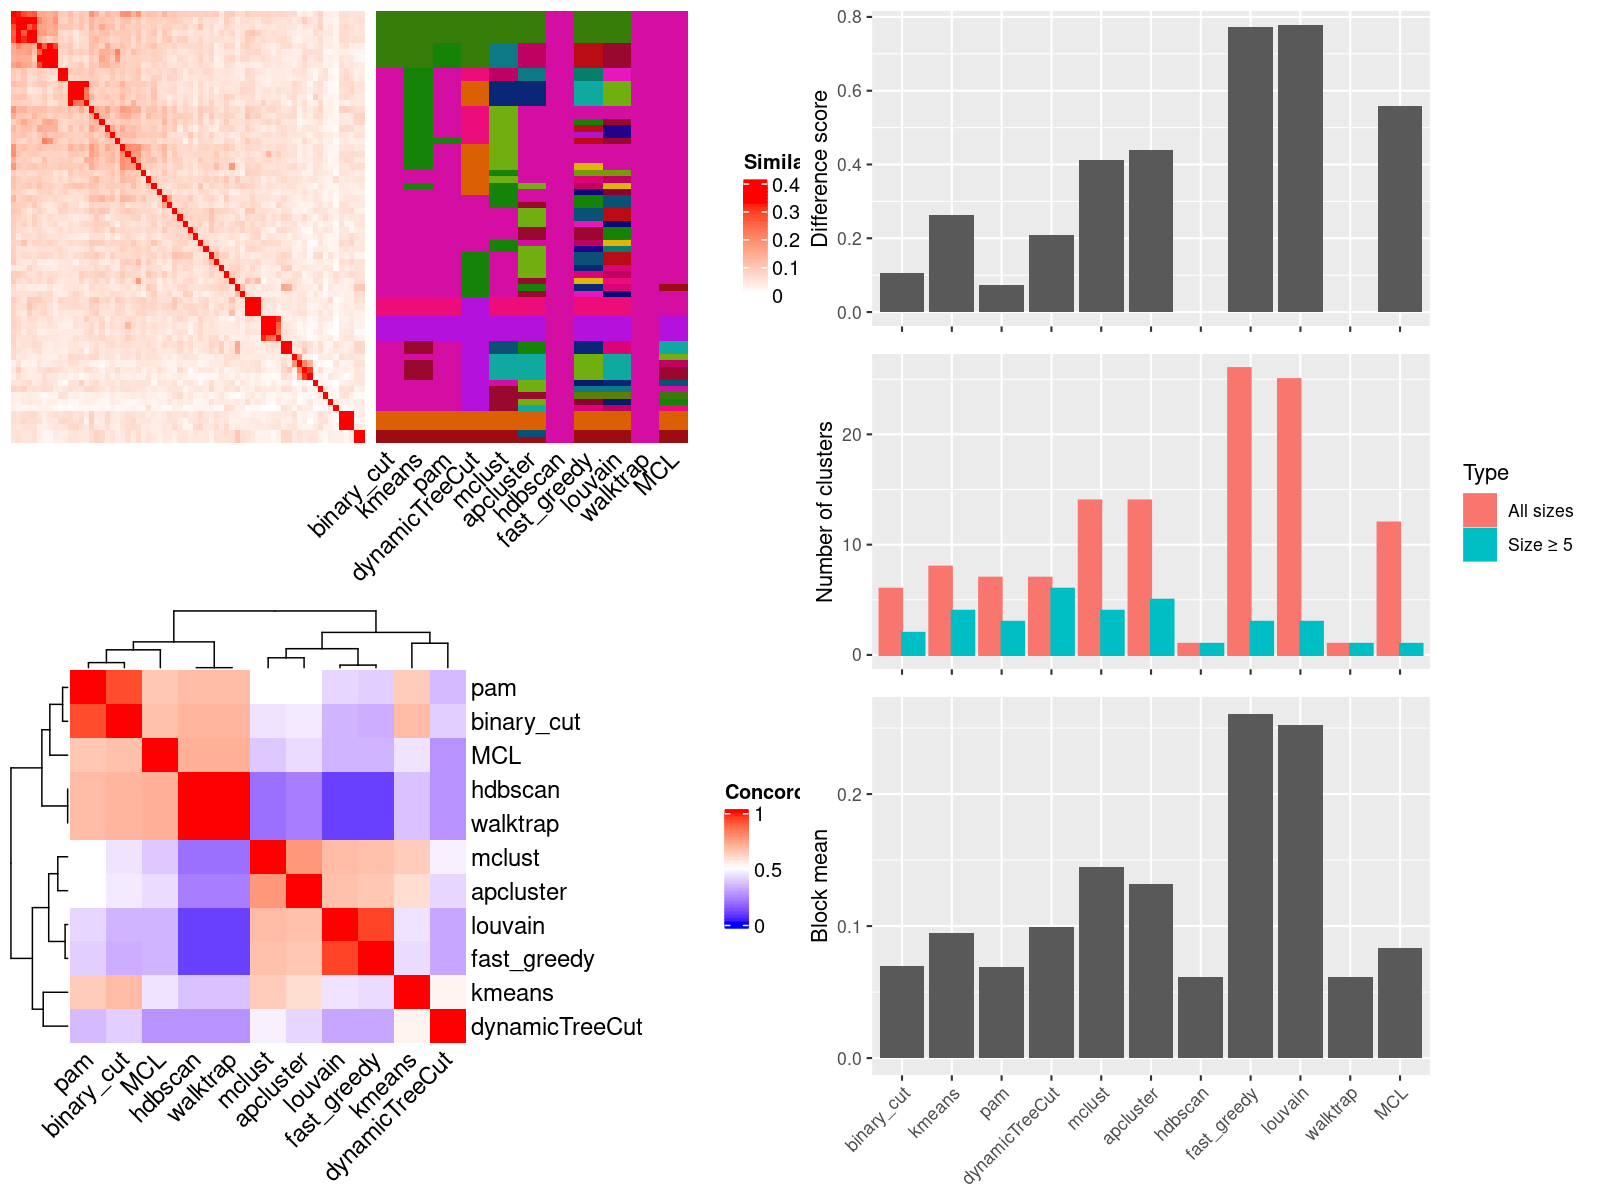 Simila
0.4
0.3
0.2
0.1
0
binary_cut
kmeans
pam
dynamicTreeCut
mclust
apcluster
hdbscan
fast_greedy
louvain
walktrap
MCL
pam
binary_cut
MCL
hdbscan
walktrap
mclust
apcluster
louvain
fast_greedy
kmeans
dynamicTreeCut
pam
binary_cut
MCL
hdbscan
walktrap
mclust
apcluster
louvain
fast_greedy
kmeans
dynamicTreeCut
Concord
1
0.5
0
Difference score
0.8
0.6
0.4
0.2
0.0
Number of clusters
20
10
0
Type
All sizes
Size ≥ 5
Block mean
0.2
0.1
0.0
binary_cut
kmeans
pam
dynamicTreeCut
mclust
apcluster
hdbscan
fast_greedy
louvain
walktrap
MCL